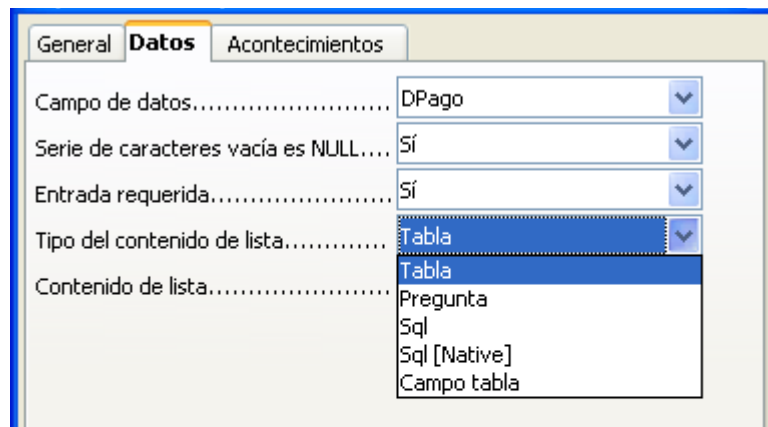 General Datos Acontecimientos
Campo de datos........................ DPago
Serie de caracteres vacía es NULL.... Sí
Entrada requerida...................... Sí
Tipo del contenido de lista............. Tabla
Tabla
Contenido de lista.......................
Pregunta
Sql
Sql [Native]
Campo tabla